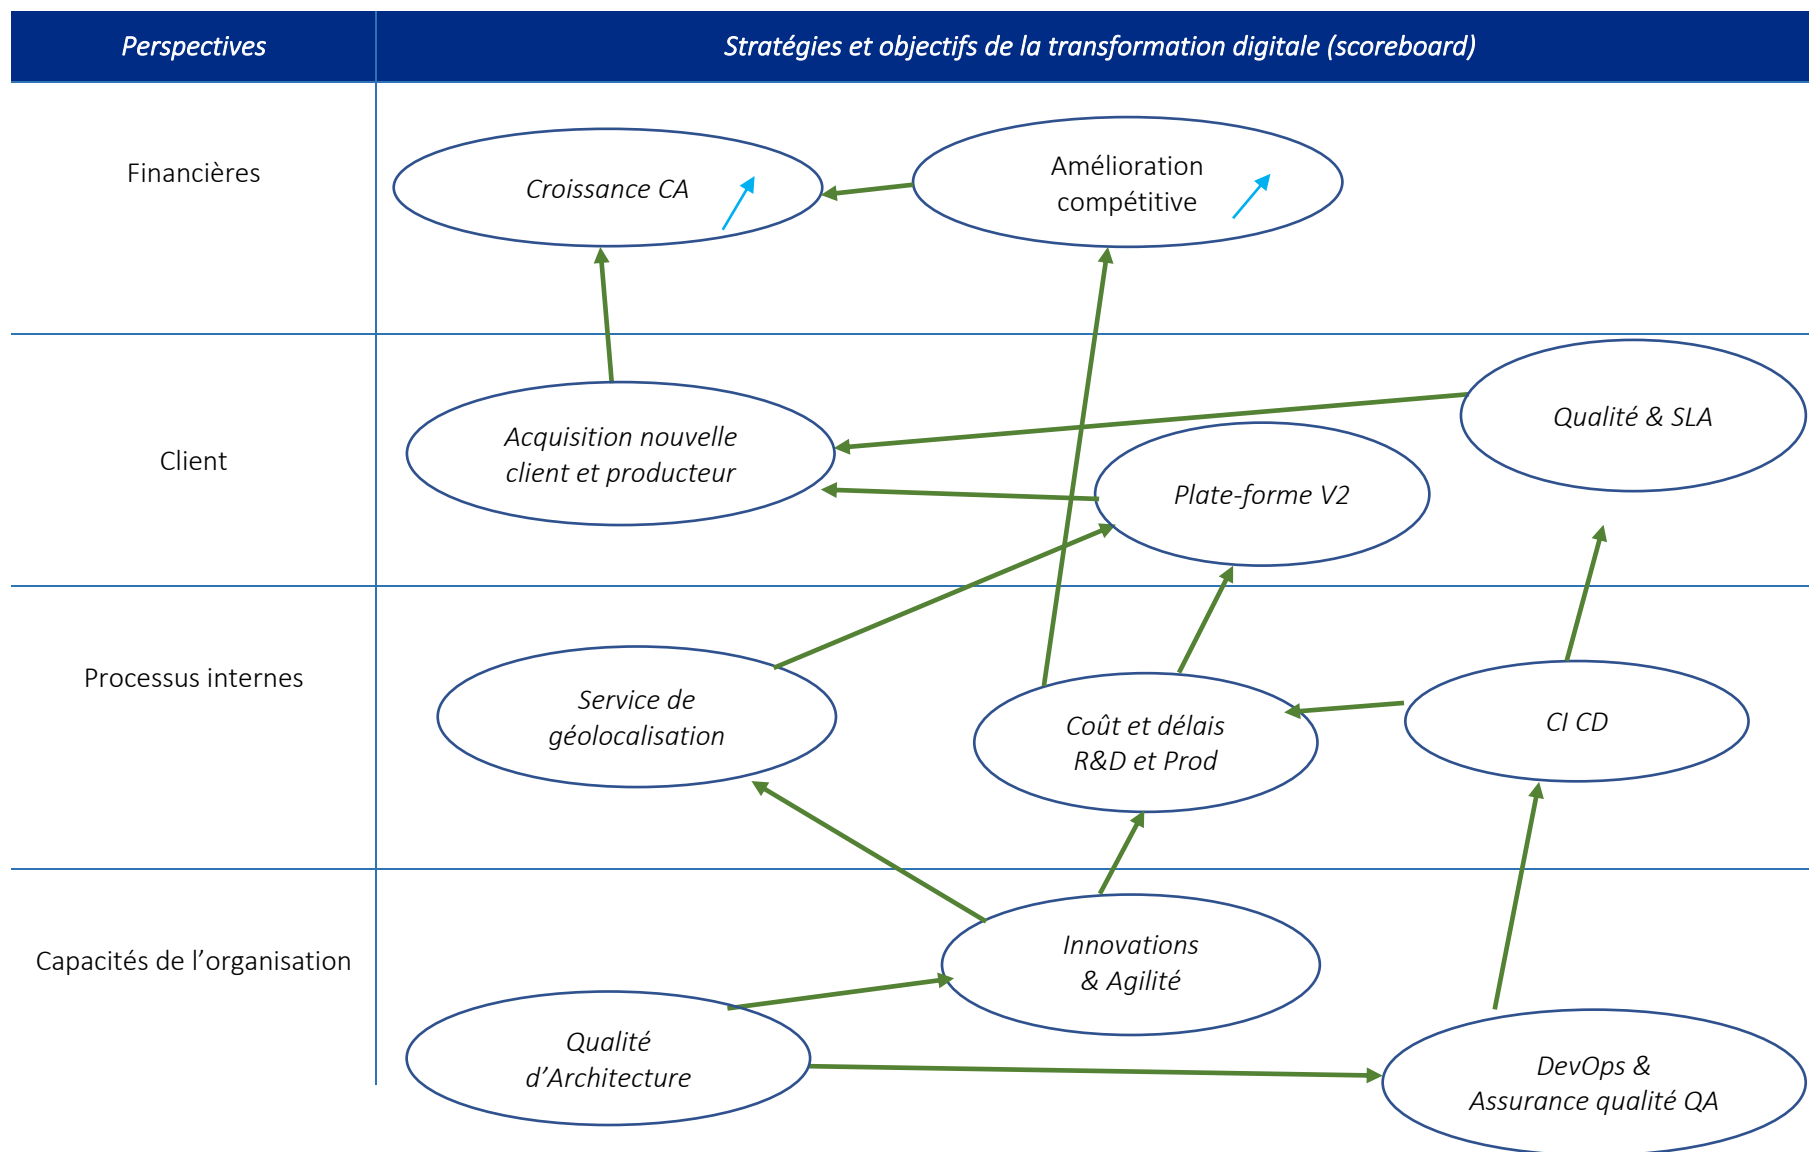 Perspectives
Stratégies et objectifs de la transformation digitale (scoreboard)
Financières
Croissance CA
Amélioration
compétitive
Client
Acquisition nouvelle
client et producteur
Plate-forme V2
Qualité & SLA
Processus internes
Service de
géolocalisation
Coût et délais
R&D et Prod
CI CD
Capacités de l’organisation
Innovations
& Agilité
Qualité
d’Architecture
DevOps &
Assurance qualité QA